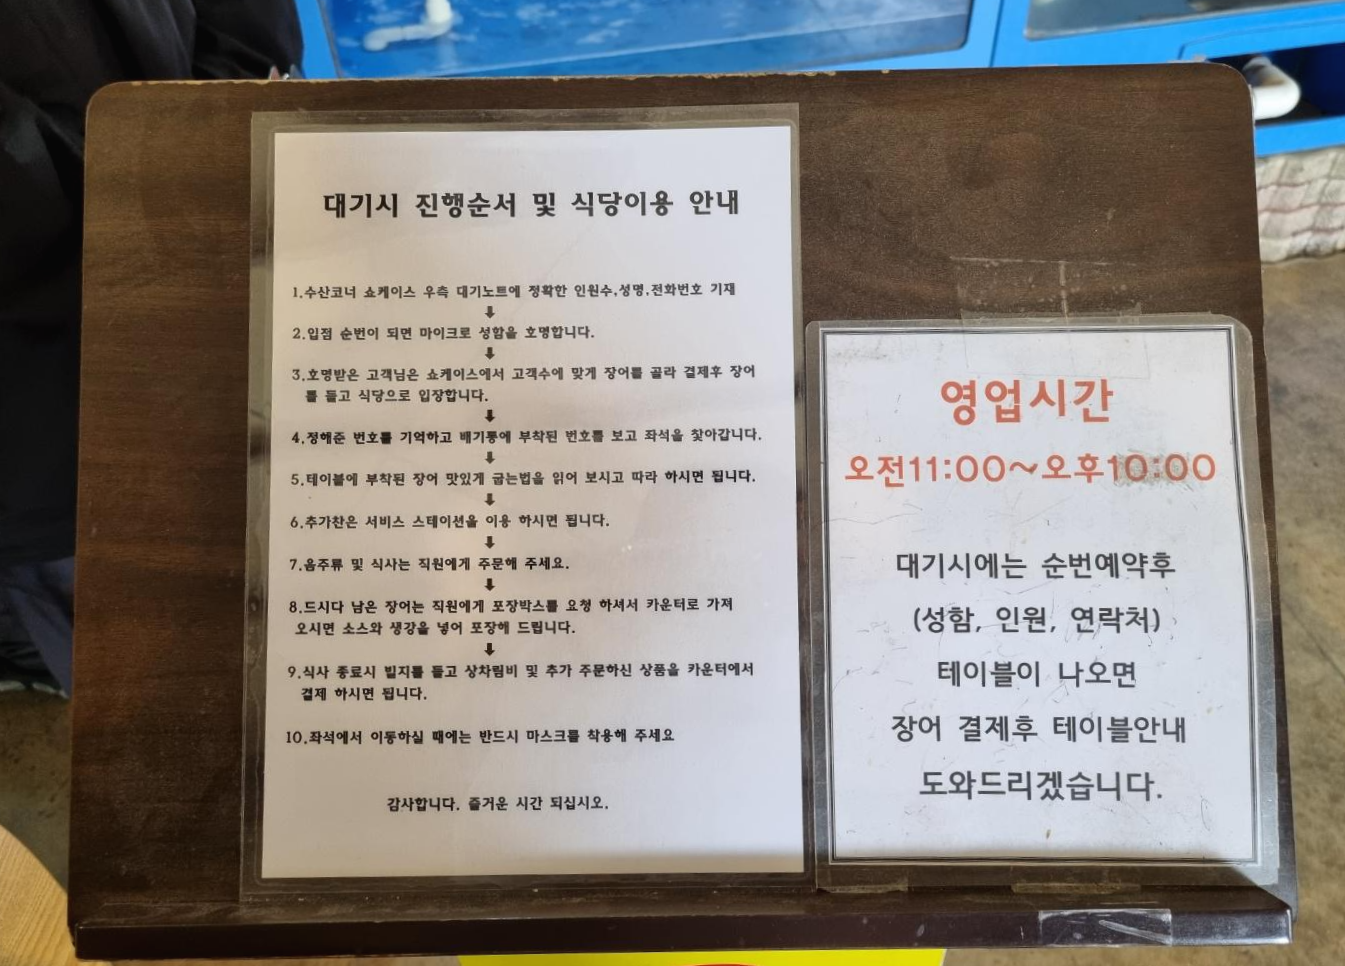 대기시 진행순서 및 식당이용 안내
1.수산코너 쇼케이스 우측 대기노트에 정확한 인원수,성명,전화번호 기재
2.입점 순번이 되면 마이크로 성함을 호명합니다.
3.호명받은 고객님은 쇼케이스에서 고객수에 맞게 장어를 골라 결제후 장어
를 들고 식당으로 입장합니다.
4.정해준 번호를 기억하고 배기통에 부착된 번호를 보고 좌석을 찾아갑니다.
5.테이블에 부착된 장어 맛있게 굽는법을 읽어 보시고 따라 하시면 됩니다.
6.추가찬은 서비스 스테이션을 이용 하시면 됩니다.
7.음주류 및 식사는 직원에게 주문해 주세요.
8.드시다 남은 장어는 직원에게 포장박스를 요청 하셔서 카운터로 가져
오시면 소스와 생강을 넣어 포장해 드립니다.
9.식사 종료시 빌지를 들고 상차림비 및 추가 주문하신 상품을 카운터에서
결제 하시면 됩니다.
10.좌석에서 이동하실 때에는 반드시 마스크를 착용해 주세요
감사합니다. 즐거운 시간 되십시오.
영업시간
오전11:00~오후10:00
대기시에는 순번예약후
(성함, 인원, 연락처)
테이블이 나오면
장어 결제후 테이블안내
도와드리겠습니다.